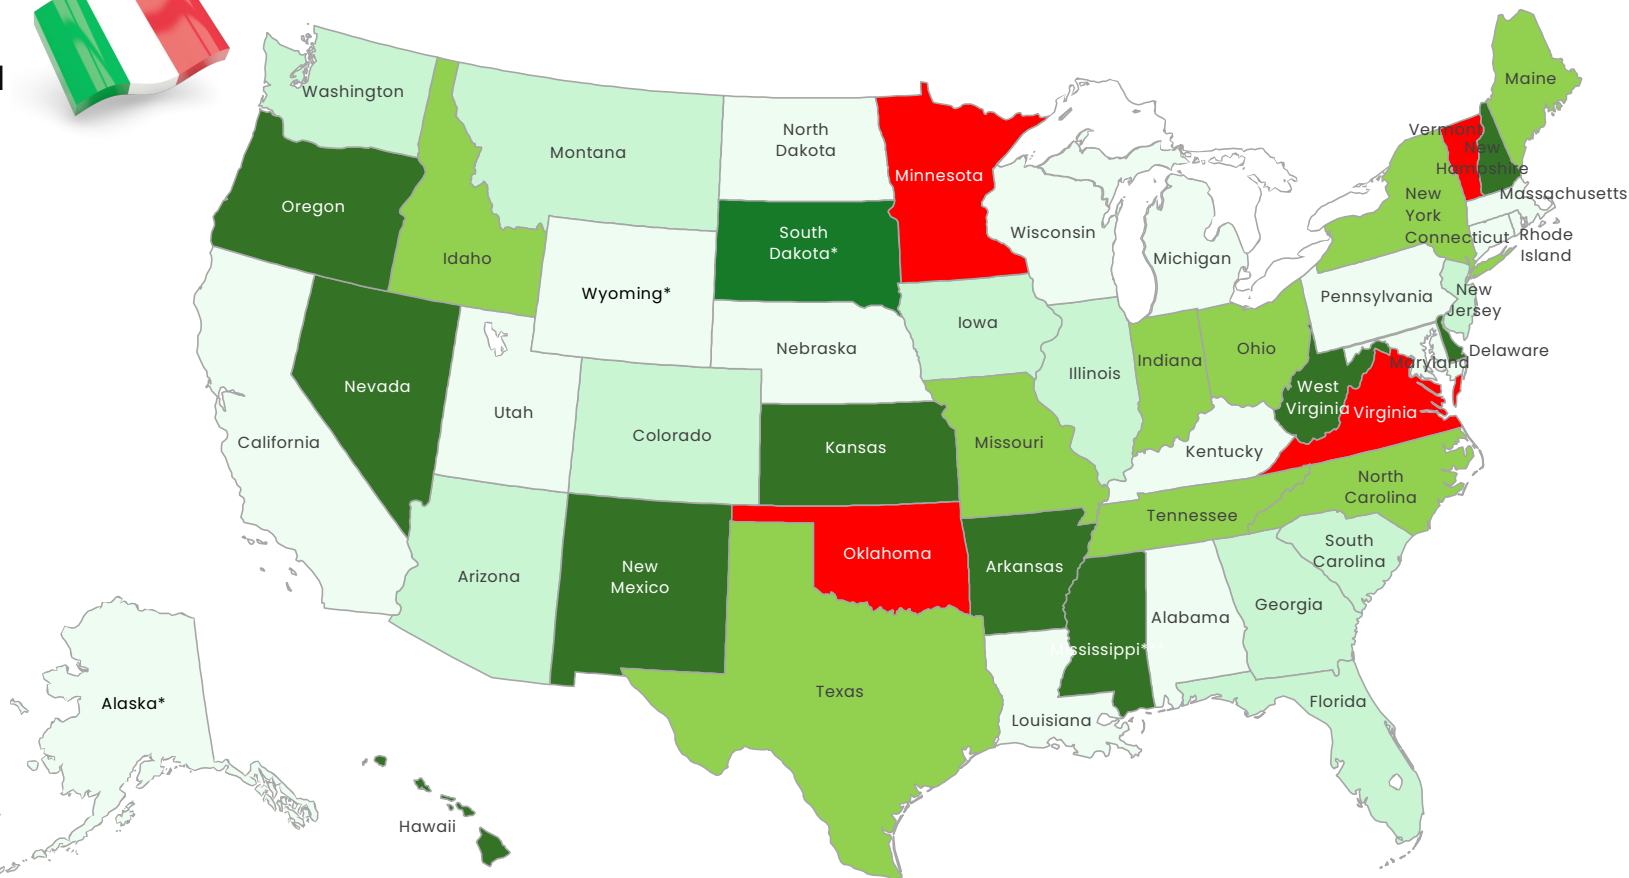 Maine
Washington
Vermont
North
Dakota
New
Hampshire
Montana
Minnesota
Massachusetts
New
York
Oregon
South
Dakota*
Wisconsin
Connecticut
Rhode
Island
Idaho
Michigan
Wyoming*
Pennsylvania
New
Jersey
Iowa
Nebraska
Ohio
Delaware
Indiana
Maryland
Illinois
Nevada
West
Virginia
Utah
Virginia
California
Colorado
Missouri
Kansas
Kentucky
North
Carolina
Tennessee
Oklahoma
South
Carolina
Arizona
New
Mexico
Arkansas
Georgia
Alabama
Mississippi***
Texas
Alaska*
Florida
Louisiana
Hawaii